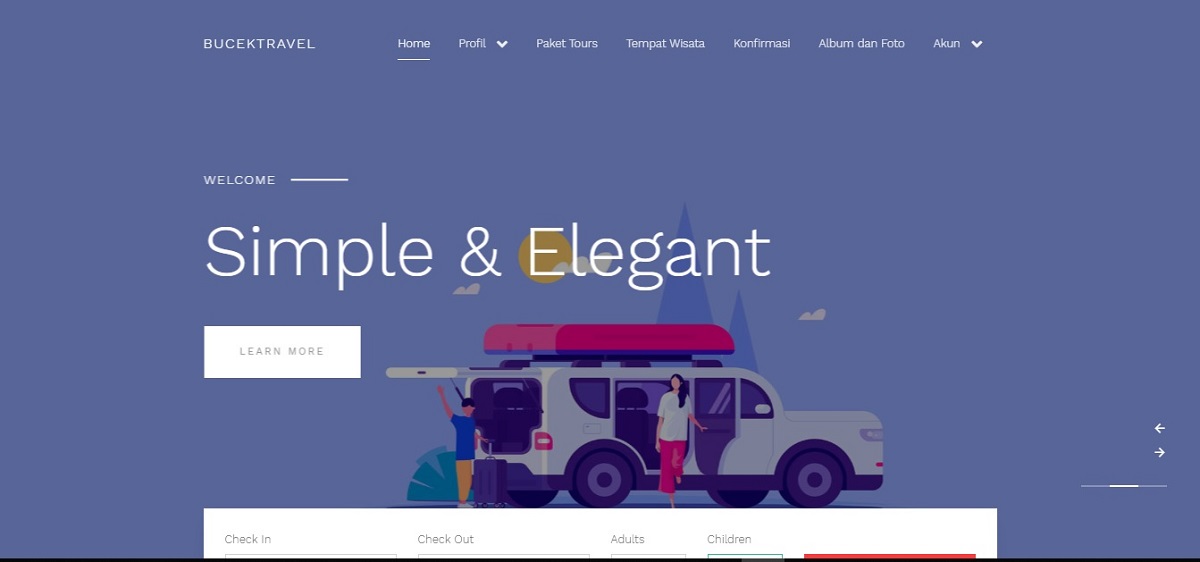 BUCEKTRAVEL Home Profil Paket Tours Tempat Wisata Konfirmasi Album dan Foto Akun
WELCOME
Simple & Elegant
LEARN MORE
Check In Check Out Adults Children